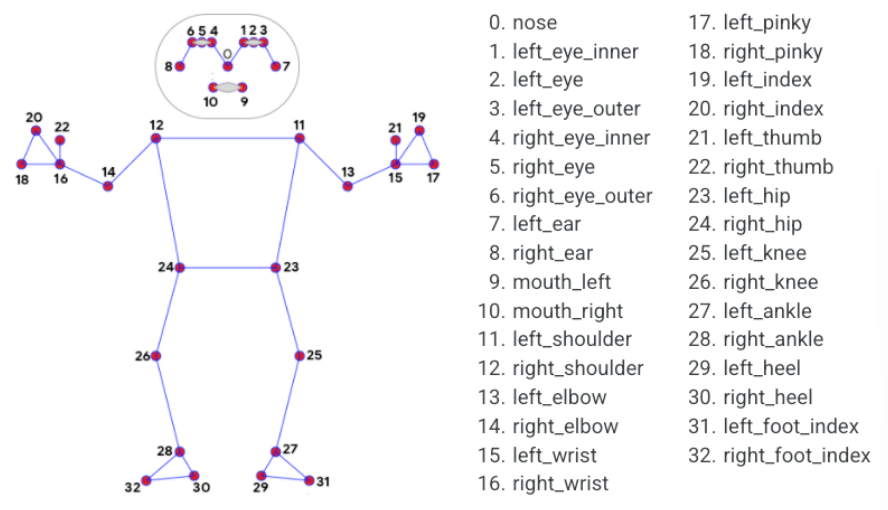 6 5 4 1 2 3
0
8 7
10 9
20 22 12 11 21 19
14 13
18 16 15 17
24 23
26 25
28 27
32 30 29 31
0. nose
1. left_eye_inner
2. left_eye
3. left_eye_outer
4. right_eye_inner
5. right_eye
6. right_eye_outer
7. left_ear
8. right_ear
9. mouth_left
10. mouth_right
11. left_shoulder
12. right_shoulder
13. left_elbow
14. right_elbow
15. left_wrist
16. right_wrist
17. left_pinky
18. right_pinky
19. left_index
20. right_index
21. left_thumb
22. right_thumb
23. left_hip
24. right_hip
25. left_knee
26. right_knee
27. left_ankle
28. right_ankle
29. left_heel
30. right_heel
31. left_foot_index
32. right_foot_index